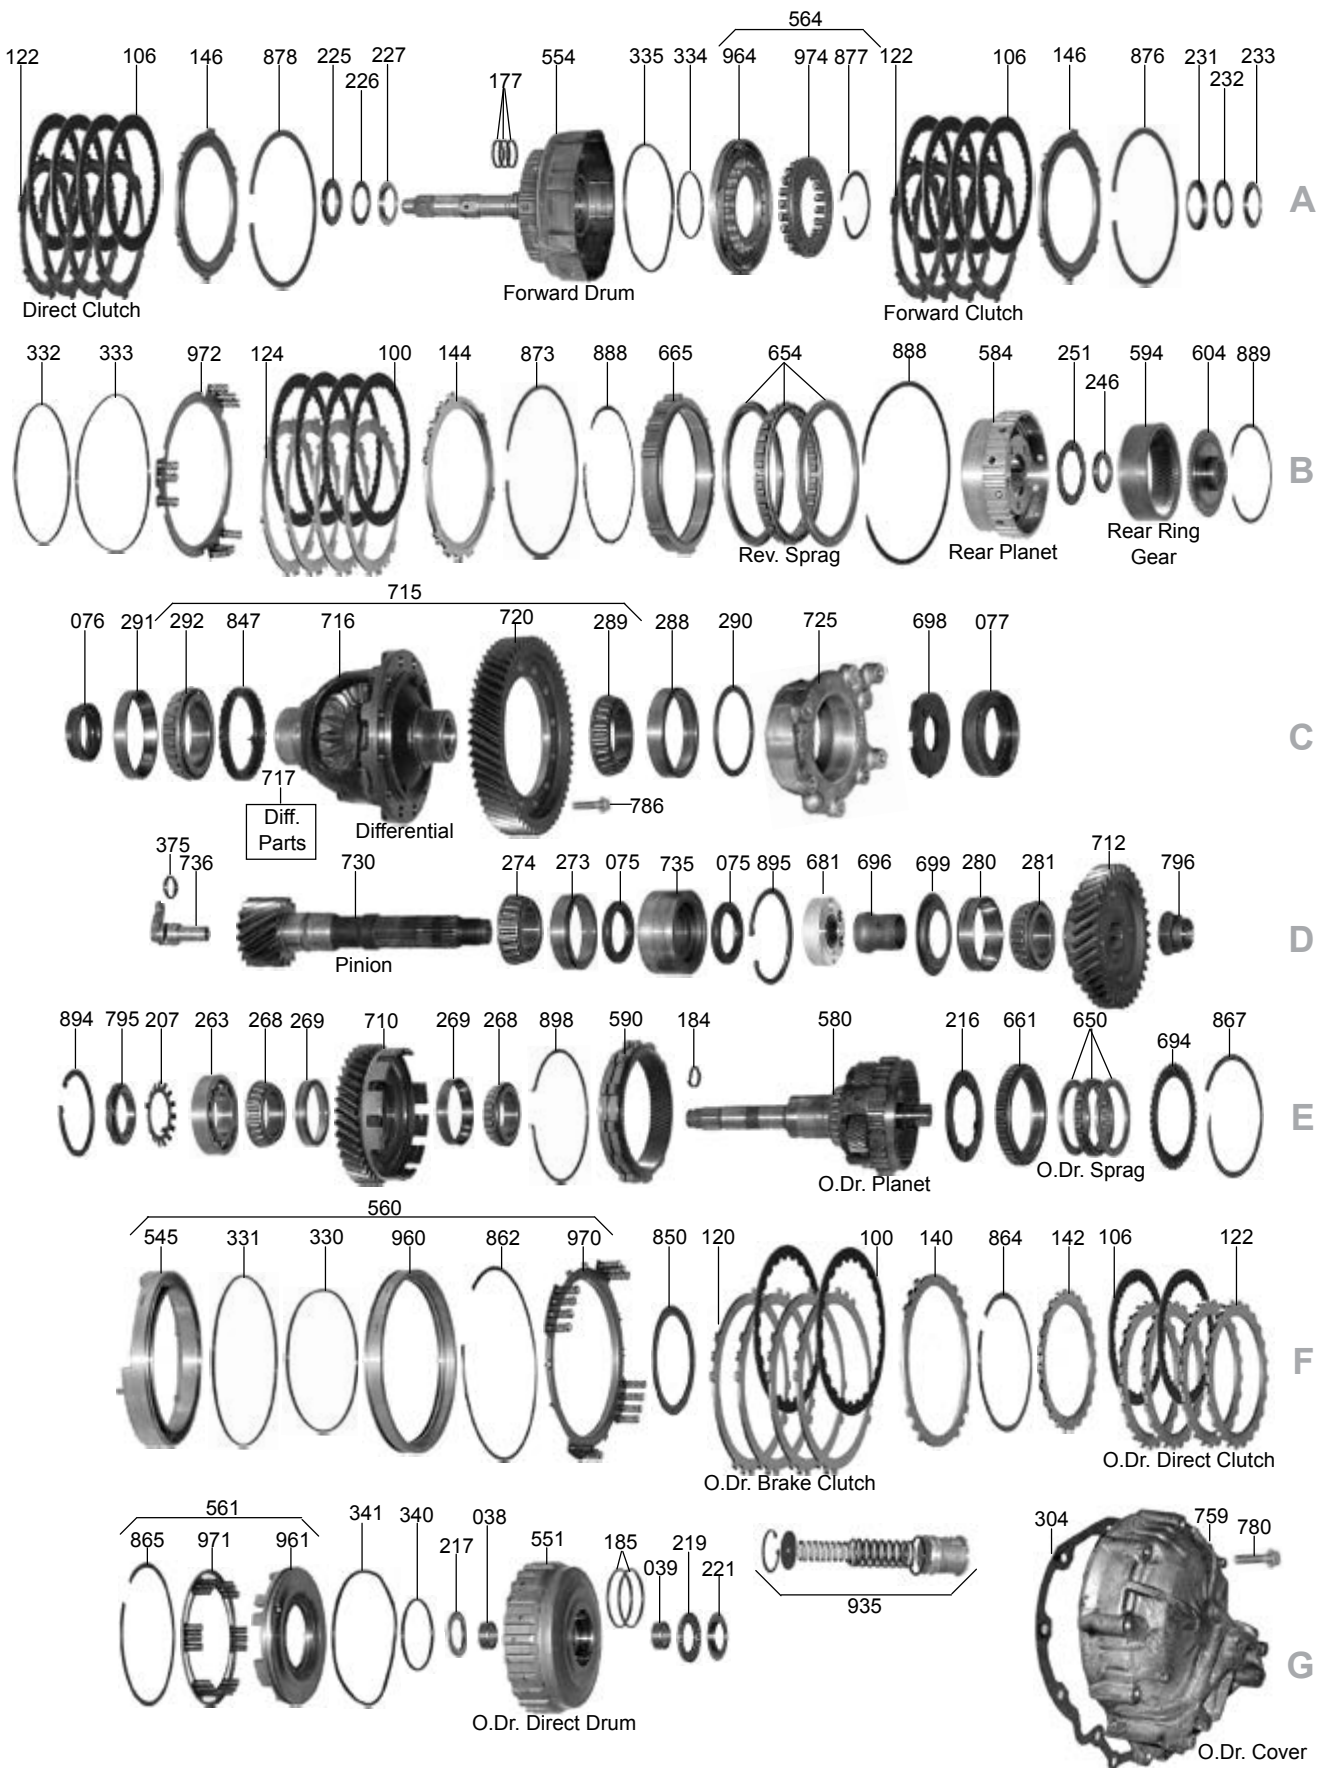 564
122 106 146 878 225 227 554 335 334 964 974 877 122 106 146 876 231 233
226 177 232
A
Direct Clutch Forward Drum Forward Clutch
332 333 972 124 100 144 873 888 665 654 888 584 251 594 604 889
246
B
Rev. Sprag Rear Planet Rear Ring
Gear
715
076 291 292 847 716 720 289 288 290 725 698 077
C
717 786
Diff.
Parts
Differential
375
736 730 274 273 075 735 075 895 681 696 699 280 281 712 796
D
Pinion
894 795 207 263 268 269 710 269 268 898 590 184 580 216 661 650 694 867
E
O.Dr. Planet O.Dr. Sprag
560
545 331 330 960 862 970 850 120 100 140 864 142 106 122
F
O.Dr. Brake Clutch O.Dr. Direct Clutch
561
865 971 961 341 340 217 038 551 185 039 219 221 304 759 780
935
G
O.Dr. Direct Drum O.Dr. Cover